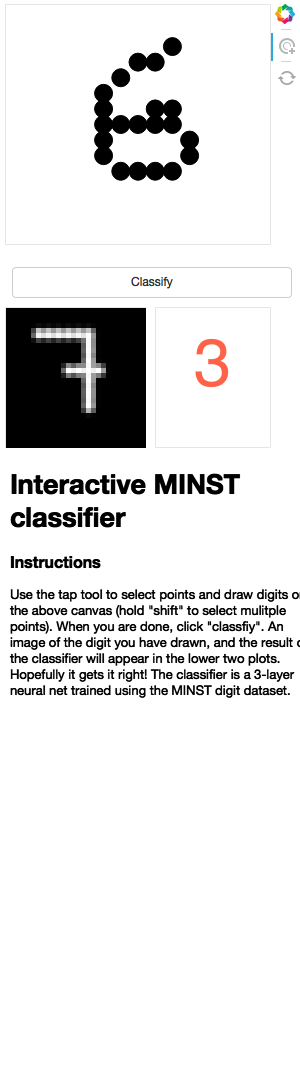 6
Classify
7
3
Interactive MINST
classifier
Instructions
Use the tap tool to select points and draw digits o
the above canvas (hold "shift" to select mulitple
points). When you are done, click "classfiy". An
image of the digit you have drawn, and the result o
the classifier will appear in the lower two plots.
Hopefully it gets it right! The classifier is a 3-layer
neural net trained using the MINST digit dataset.